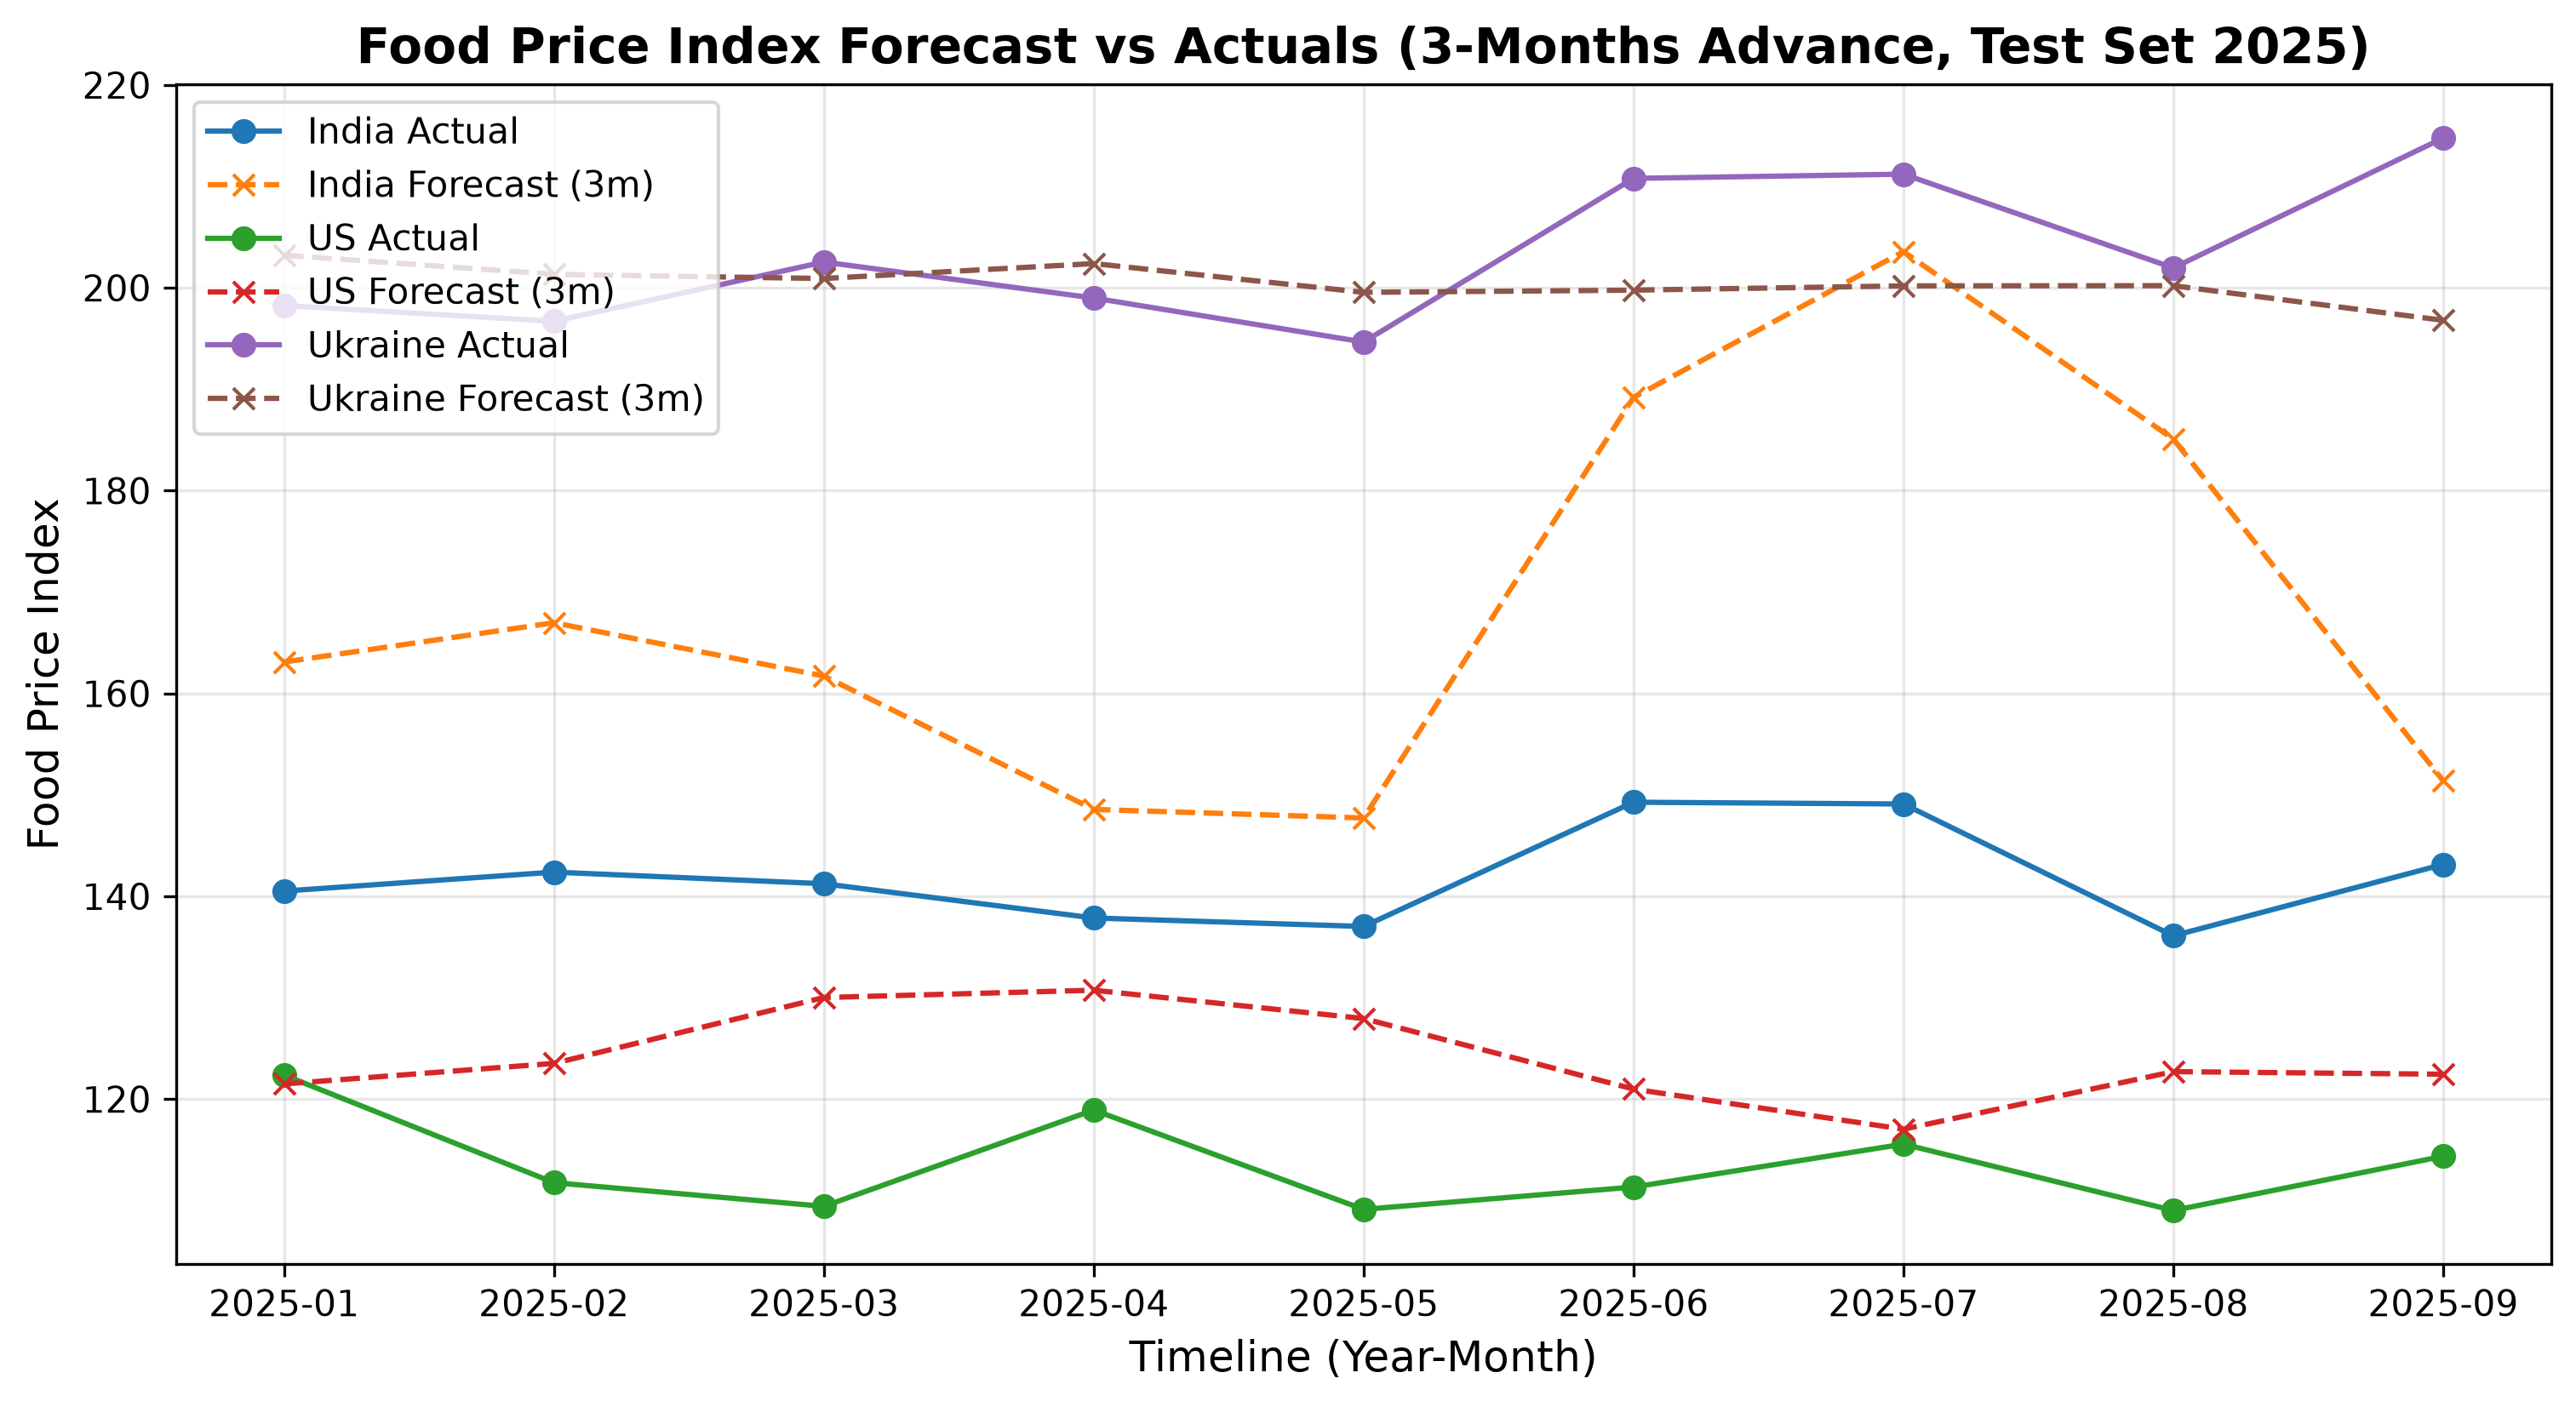 Food Price Index Forecast vs Actuals (3-Months Advance, Test Set 2025)
220
200
180
160
140
120
Food Price Index
India Actual
India Forecast (3m)
US Actual
US Forecast (3m)
Ukraine Actual
Ukraine Forecast (3m)
2025-01 2025-02 2025-03 2025-04 2025-05 2025-06 2025-07 2025-08 2025-09
Timeline (Year-Month)